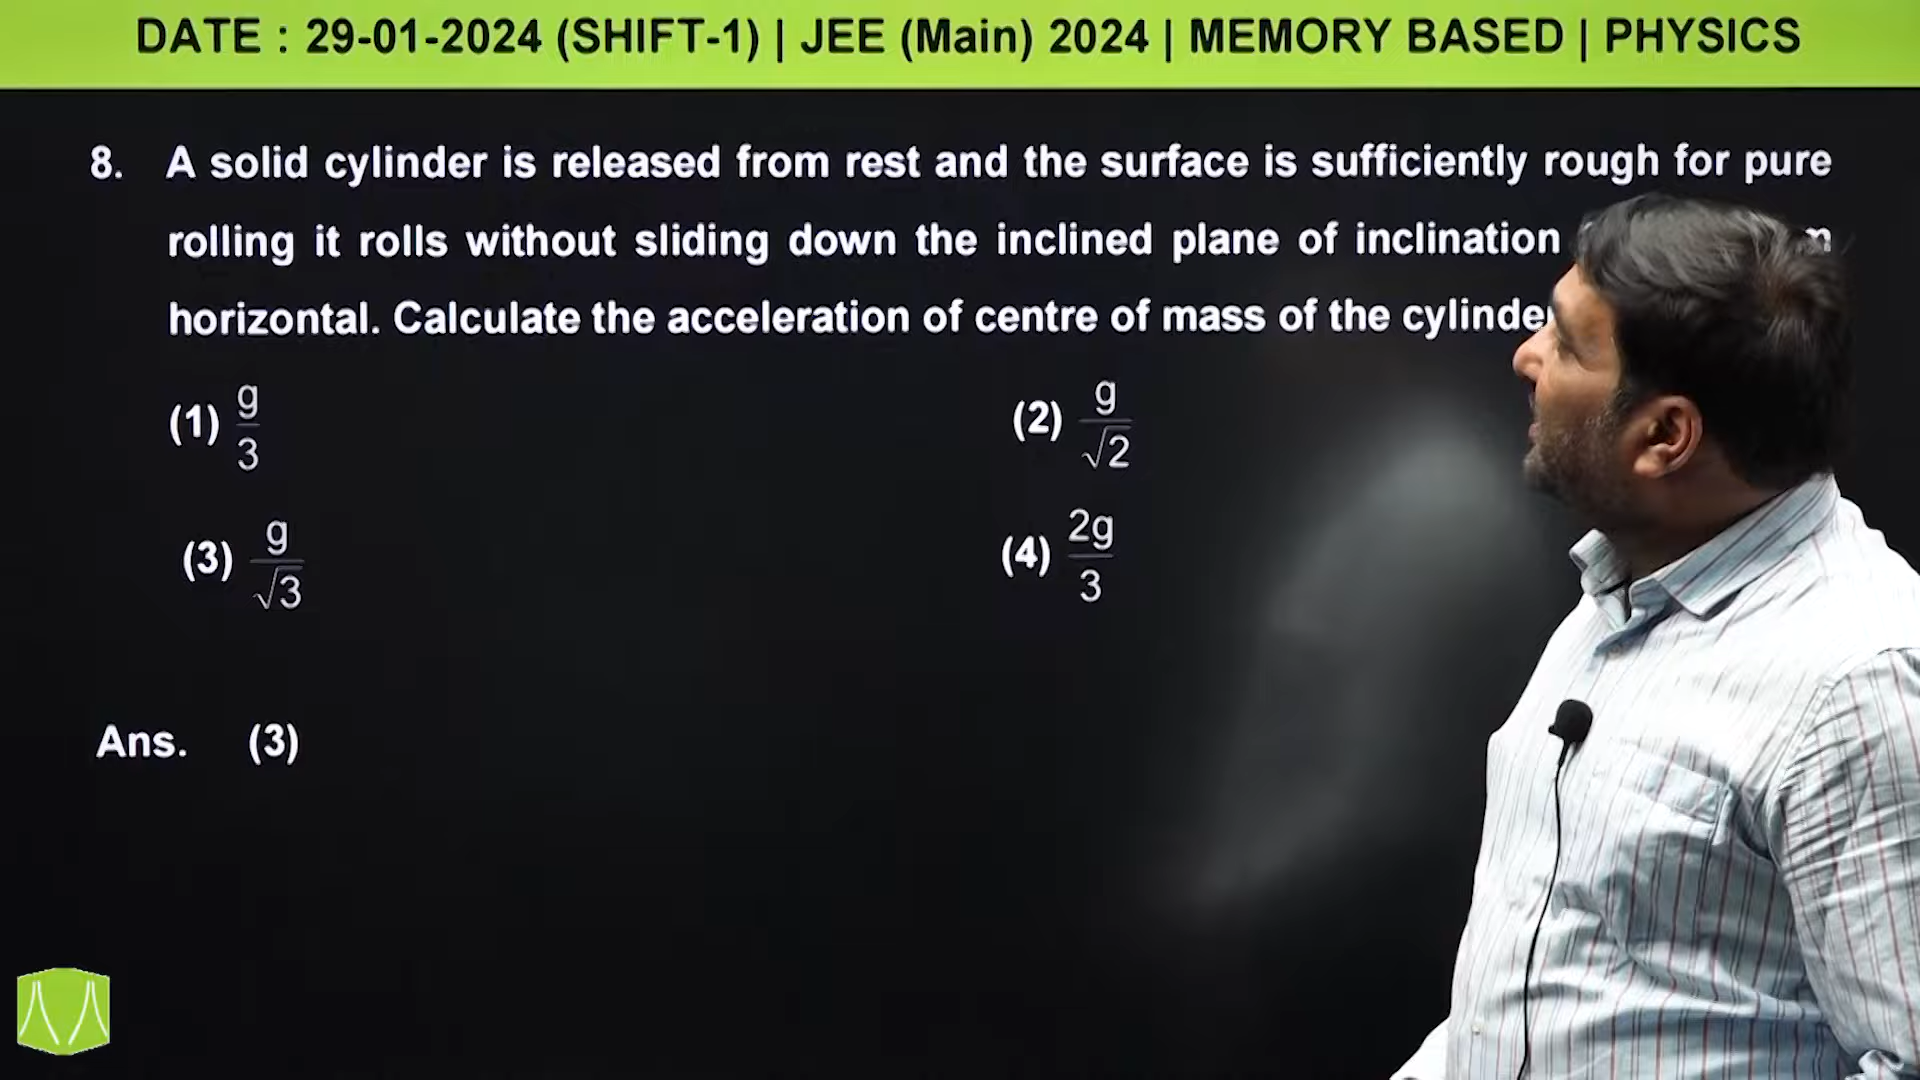 DATE : 29-01-2024 (SHIFT-1) | JEE (Main) 2024 | MEMORY BASED | PHYSICS
8. A solid cylinder is released from rest and the surface is sufficiently rough for pure
rolling it rolls without sliding down the inclined plane of inclination
horizontal. Calculate the acceleration of centre of mass of the
(1) g/3 (2) g/√2
(3) g/√3 (4) 2g/3
Ans. (3)